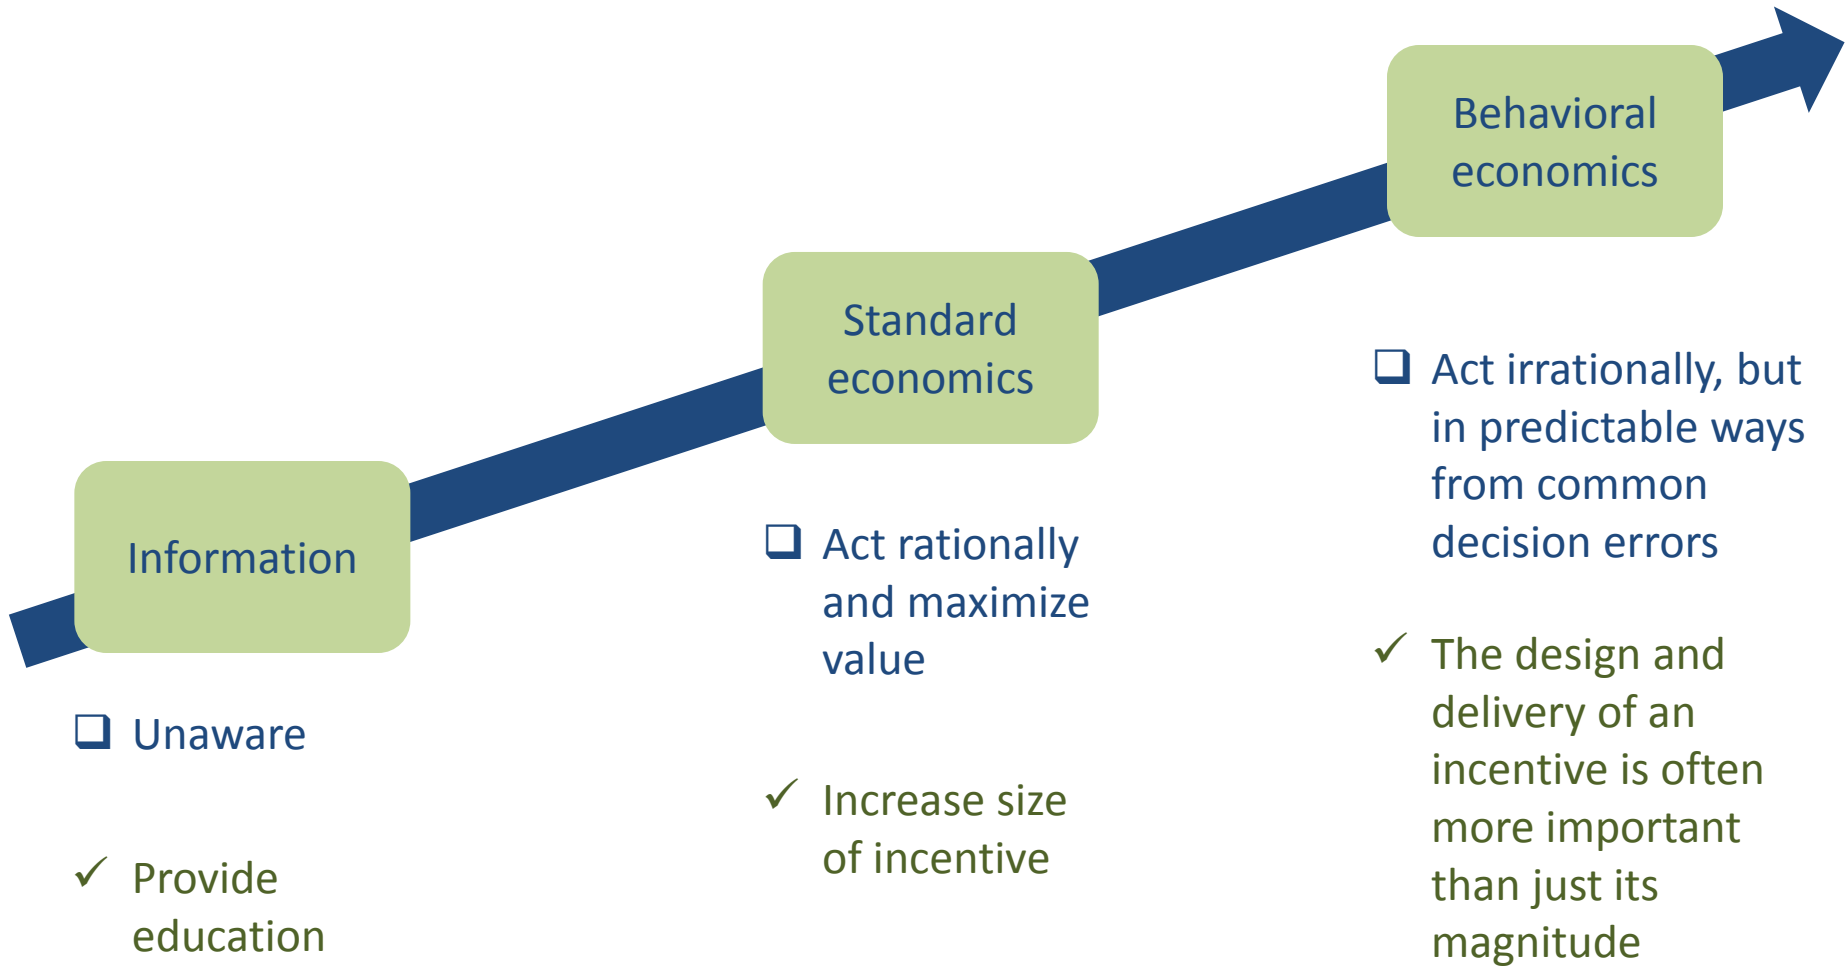 Information
Unaware
Provide
education
Standard
economics
Act rationally
and maximize
value
Increase size
of incentive
Behavioral
economics
Act irrationally, but
in predictable ways
from common
decision errors
The design and
delivery of an
incentive is often
more important
than just its
magnitude